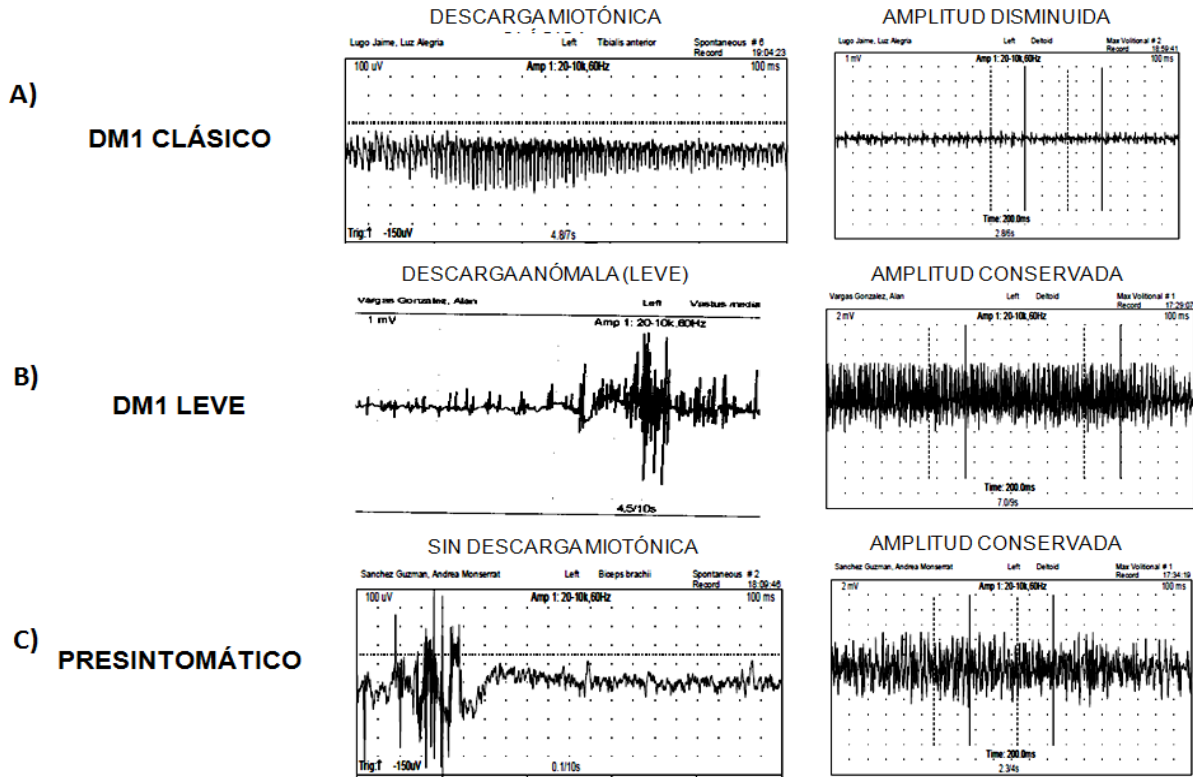 DESCARGA MIOTÓNICA
Lugo Jaime, Luz Alegria Left Tibialis anterior Spontaneous # 6
Record 19:04:23
100 uV Amp 1: 20-10k,60Hz 100 ms
Trig:↑ -150uV
4.8/7s
AMPLITUD DISMINUIDA
Lugo Jaime, Luz Alegria Left Deltoid Max Volitional # 2
Record 18:59:41
1 mV Amp 1: 20-10k,60Hz 100 ms
Time: 200.0ms
2.8/6s
A)
DM1 CLÁSICO
DESCARGA ANÓMALA (LEVE)
Vargas Gonzalez, Alan Left Vastus media
1 mV Amp 1: 20-10k,60Hz
4.5/10s
AMPLITUD CONSERVADA
Vargas Gonzalez, Alan Left Deltoid Max Volitional # 1
Record 17:29:07
2 mV Amp 1: 20-10k,60Hz 100 ms
Time: 200.0ms
7.0/9s
B)
DM1 LEVE
SIN DESCARGA MIOTÓNICA
Sanchez Guzman, Andrea Monserrat Left Biceps brachii Spontaneous # 2
Record 18:09:46
100 uV Amp 1: 20-10k,60Hz 100 ms
Trig:↑ -150uV
0.1/10s
AMPLITUD CONSERVADA
Sanchez Guzman, Andrea Monserrat Left Deltoid Max Volitional # 1
Record 17:34:19
2 mV Amp 1: 20-10k,60Hz 100 ms
Time: 200.0ms
2.3/4s
C)
PRESINTOMÁTICO